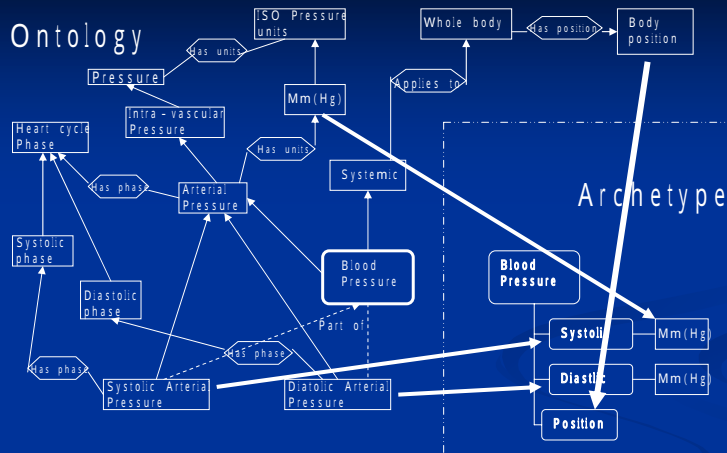 Ontology
ISO Pressure
units
Whole body
Has position
Body
position
Has units
Pressure
Applies to
Mm(Hg)
Intra-vascular
Pressure
Heart cycle
Phase
Has units
Systemic
Has phase
Arterial
Pressure
Archetype
Systolic
phase
Blood
Pressure
Blood
Pressure
Diastolic
phase
Part of
Systoli
Mm(Hg)
Has phase
Has phase
Diastlic
Mm(Hg)
Systolic Arterial
Pressure
Diatolic Arterial
Pressure
Position